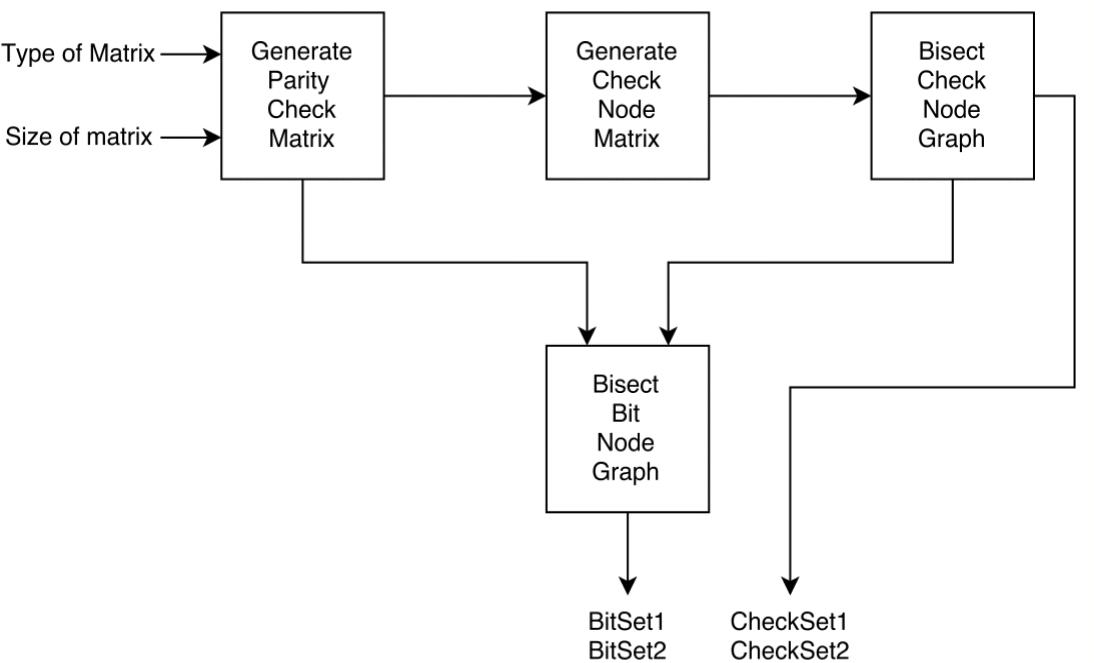 Type of Matrix
Size of matrix
Generate
Parity
Check
Matrix
Generate
Check
Node
Matrix
Bisect
Check
Node
Graph
Bisect
Bit
Node
Graph
BitSet1
BitSet2
CheckSet1
CheckSet2